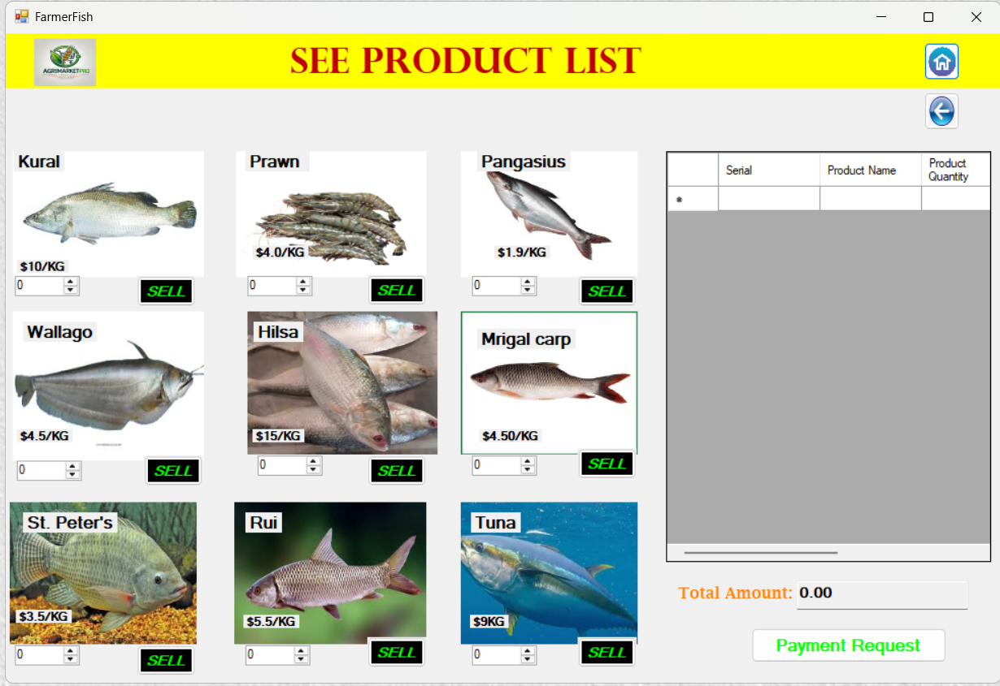 FarmerFish
AGRIMARKETPRO
SEE PRODUCT LIST
Kural
$10/KG
0
SELL
Prawn
$4.0/KG
0
SELL
Pangasius
$1.9/KG
0
SELL
Wallago
$4.5/KG
0
SELL
Hilsa
$15/KG
0
SELL
Mrigal carp
$4.50/KG
0
SELL
St. Peter's
$3.5/KG
0
SELL
Rui
$5.5/KG
0
SELL
Tuna
$9KG
0
SELL
Serial
Product Name
Product
Quantity
*
Total Amount: 0.00
Payment Request